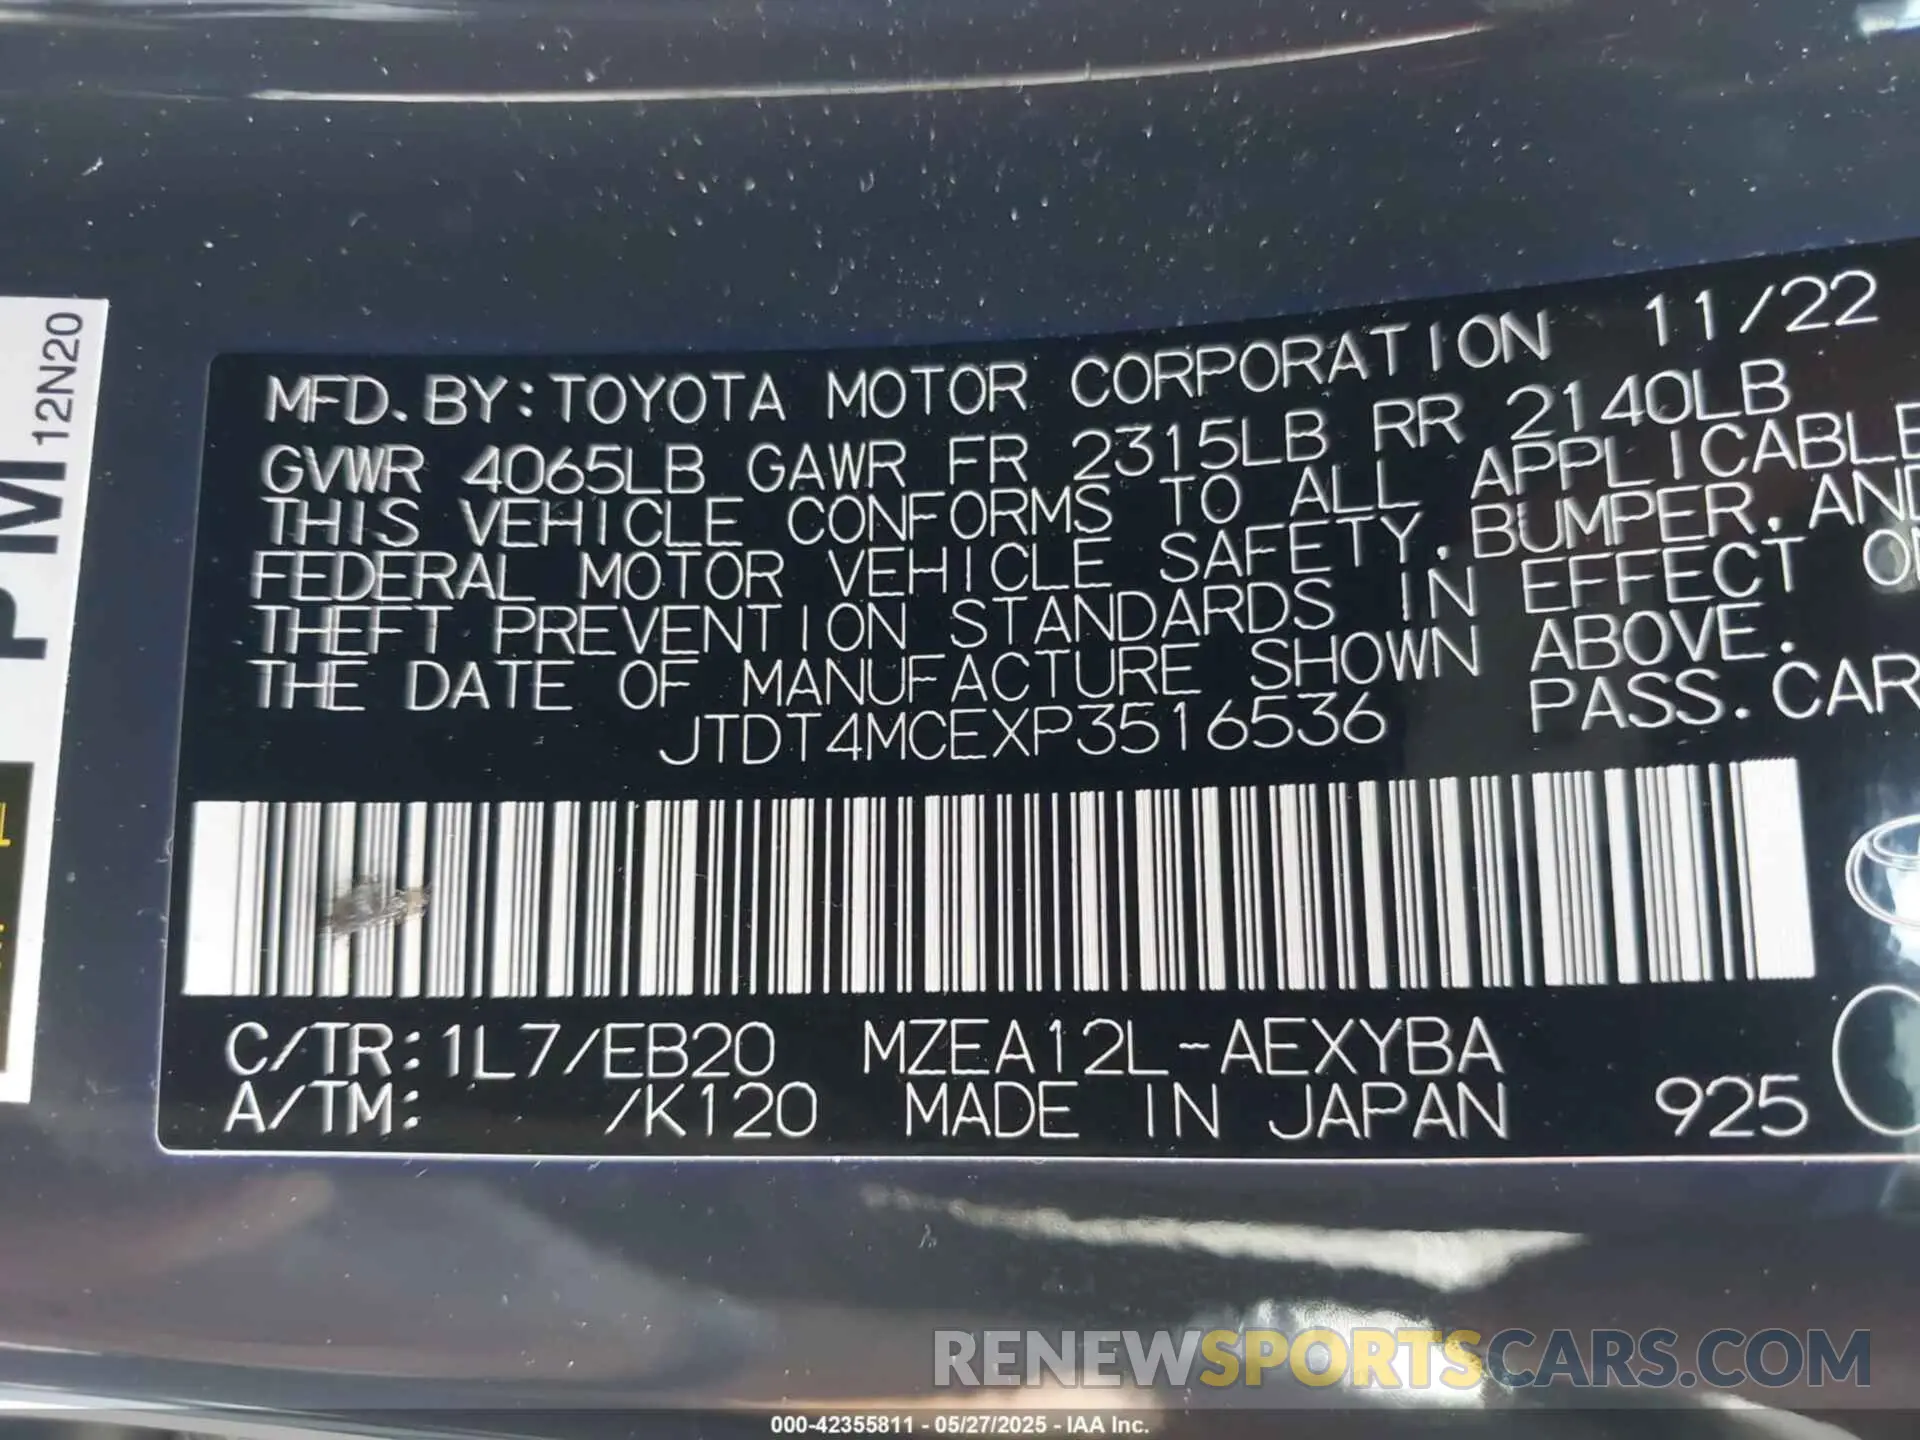 PM 12N20
MFD.BY:TOYOTA MOTOR CORPORATION 11/22
GVWR 4065LB GAWR FR 2315LB RR 2140LB
THIS VEHICLE CONFORMS TO ALL APPLICABLE
FEDERAL MOTOR VEHICLE SAFETY,BUMPER,AND
THEFT PREVENTION STANDARDS IN EFFECT ON
THE DATE OF MANUFACTURE SHOWN ABOVE.
JTDT4MCEXP3516536 PASS.CAR
C/TR:1L7/EB20 MZEA12L-AEXYBA
A/TM: /K120 MADE IN JAPAN 925
RENEWSPORTSCARS.COM
000-42355811 - 05/27/2025 - IAA Inc.